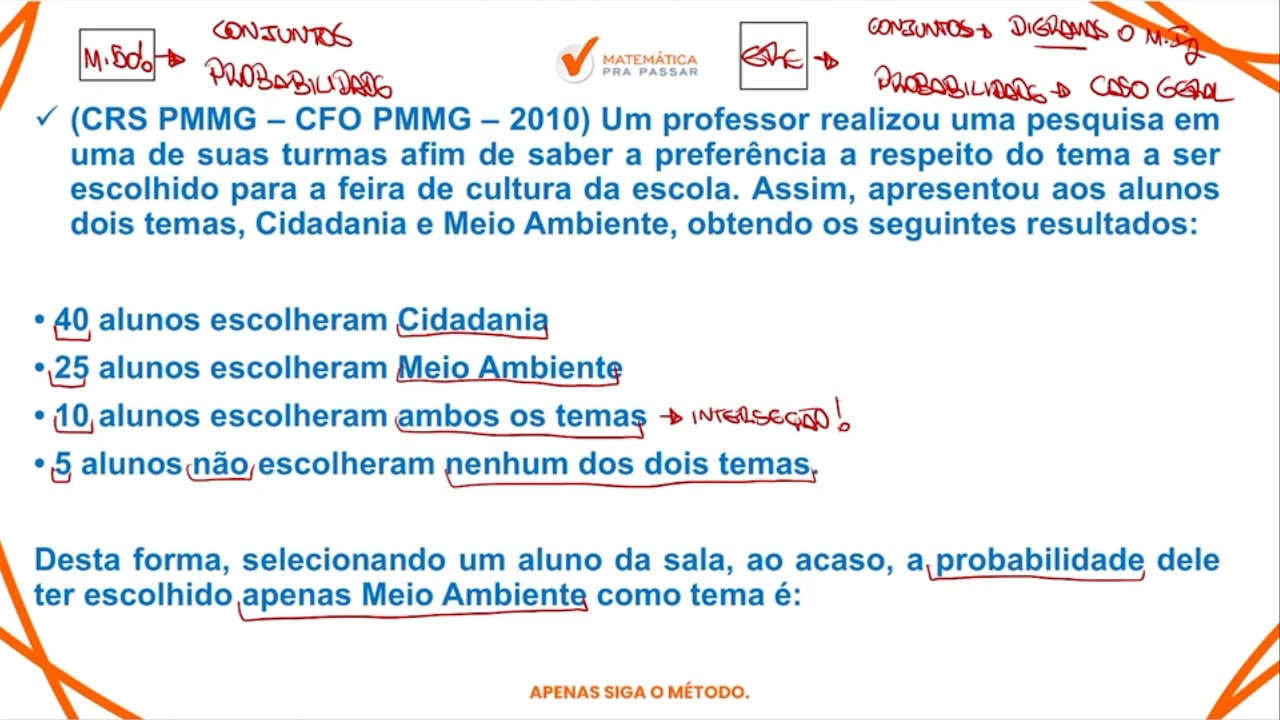 CONJUNTOS
M.50%
PROBABILIDADE
MATEMÁTICA
PRA PASSAR
CONJUNTOS
PROBABILIDADE CASO GERAL
✓ (CRS PMMG – CFO PMMG – 2010) Um professor realizou uma pesquisa em
uma de suas turmas afim de saber a preferência a respeito do tema a ser
escolhido para a feira de cultura da escola. Assim, apresentou aos alunos
dois temas, Cidadania e Meio Ambiente, obtendo os seguintes resultados:
• 40 alunos escolheram Cidadania
• 25 alunos escolheram Meio Ambiente
• 10 alunos escolheram ambos os temas → INTERSEÇÃO!
• 5 alunos não escolheram nenhum dos dois temas.
Desta forma, selecionando um aluno da sala, ao acaso, a probabilidade dele
ter escolhido apenas Meio Ambiente como tema é:
APENAS SIGA O MÉTODO.